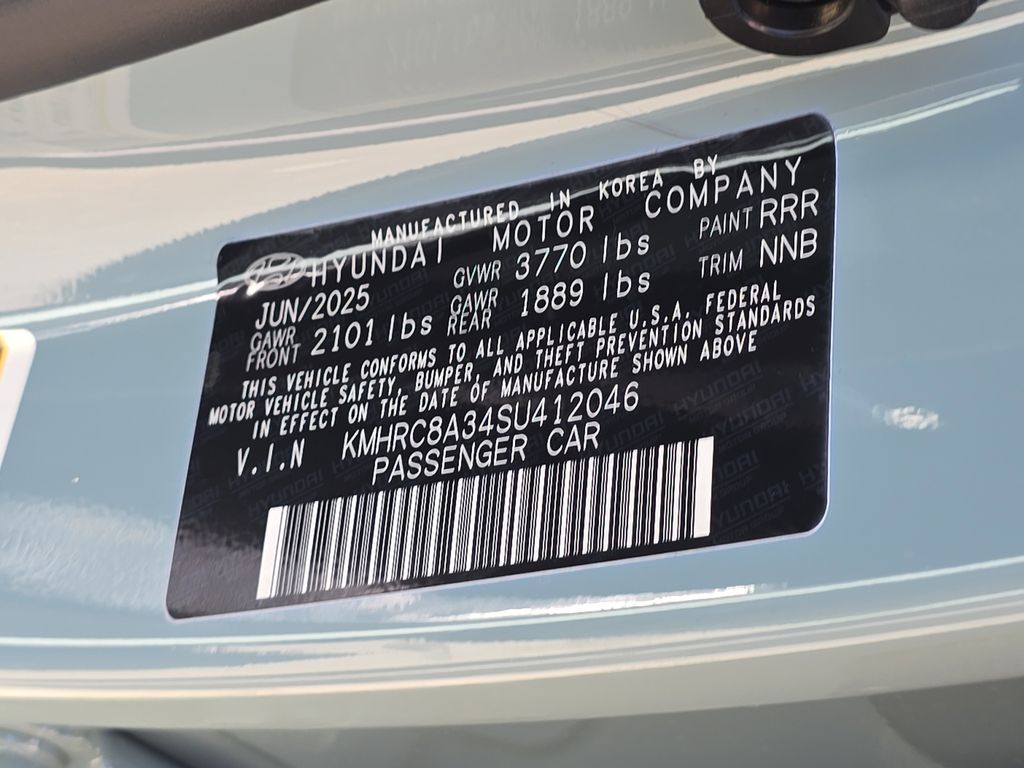 MANUFACTURED IN KOREA BY
HYUNDAI MOTOR COMPANY
JUN/2025 GVWR 3770 lbs PAINT RRR
GAWR FRONT 2101 lbs GAWR REAR 1889 lbs TRIM NNB
THIS VEHICLE CONFORMS TO ALL APPLICABLE U.S.A. FEDERAL
MOTOR VEHICLE SAFETY, BUMPER, AND THEFT PREVENTION STANDARDS
IN EFFECT ON THE DATE OF MANUFACTURE SHOWN ABOVE
V.I.N KMHRC8A34SU412046
PASSENGER CAR